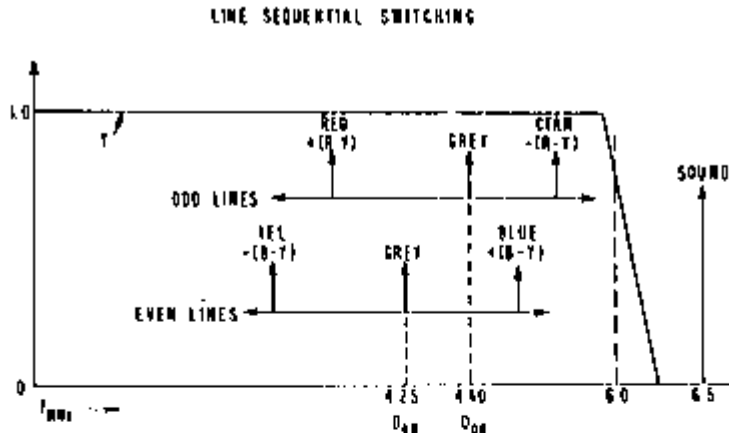 LINE SEQUENTIAL SWITCHING
1.0
Y
RED
+(R-Y)
GREY
CYAN
-(R-Y)
SOUND
ODD LINES
YEL
-(B-Y)
GREY
BLUE
+(B-Y)
EVEN LINES
0
4.25
4.40
6.0
6.5